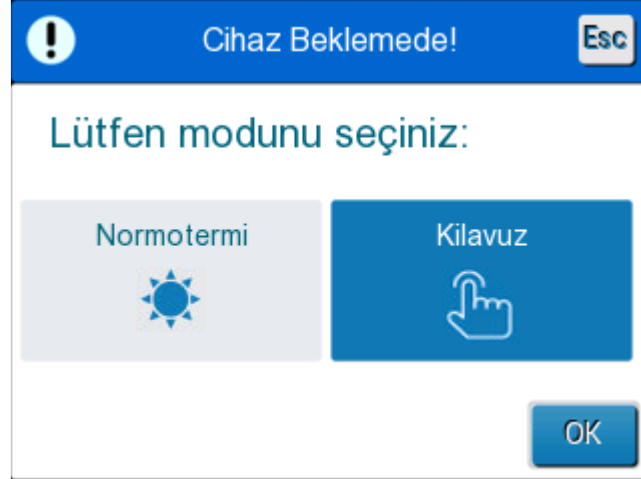 Cihaz Beklemede!
Esc
Lütfen modunu seçiniz:
Normotermi
Kilavuz
OK